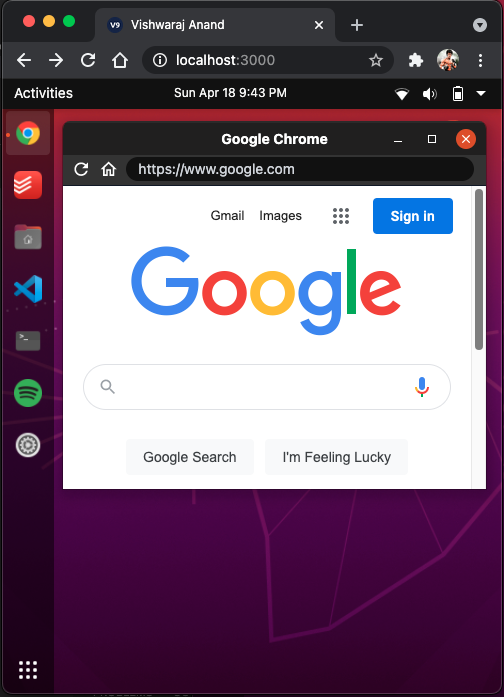 V9 Vishwaraj Anand
localhost:3000
Activities Sun Apr 18 9:43 PM
Google Chrome
https://www.google.com
Gmail Images Sign in
Google
Google Search I'm Feeling Lucky